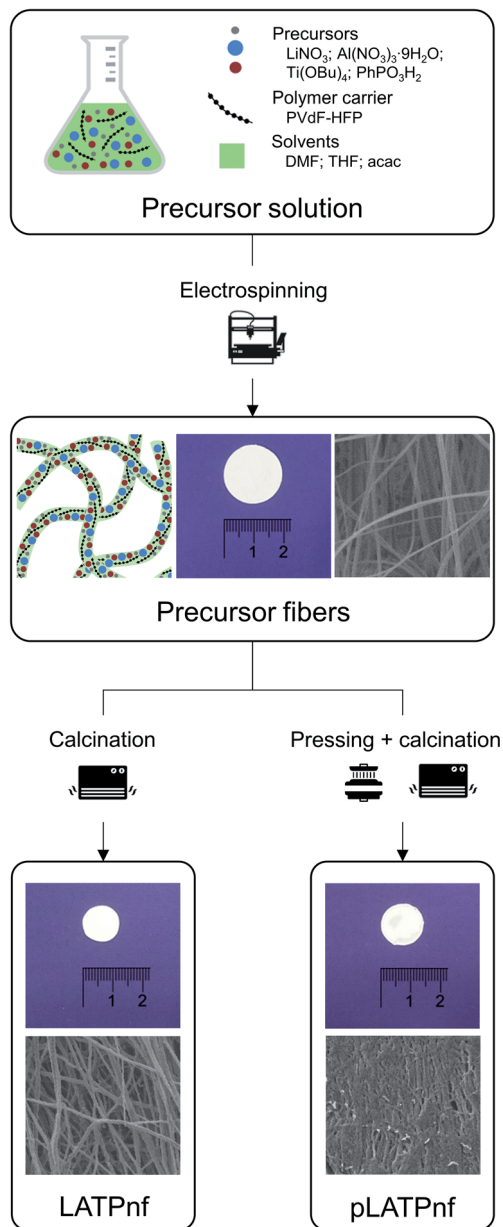 Precursors
LiNO₃; Al(NO₃)₃·9H₂O;
Ti(OBu)₄; PhPO₃H₂
Polymer carrier
PVdF-HFP
Solvents
DMF; THF; acac
Precursor solution
Electrospinning
1 2
Precursor fibers
Calcination
Pressing + calcination
1 2
1 2
LATPnf
pLATPnf